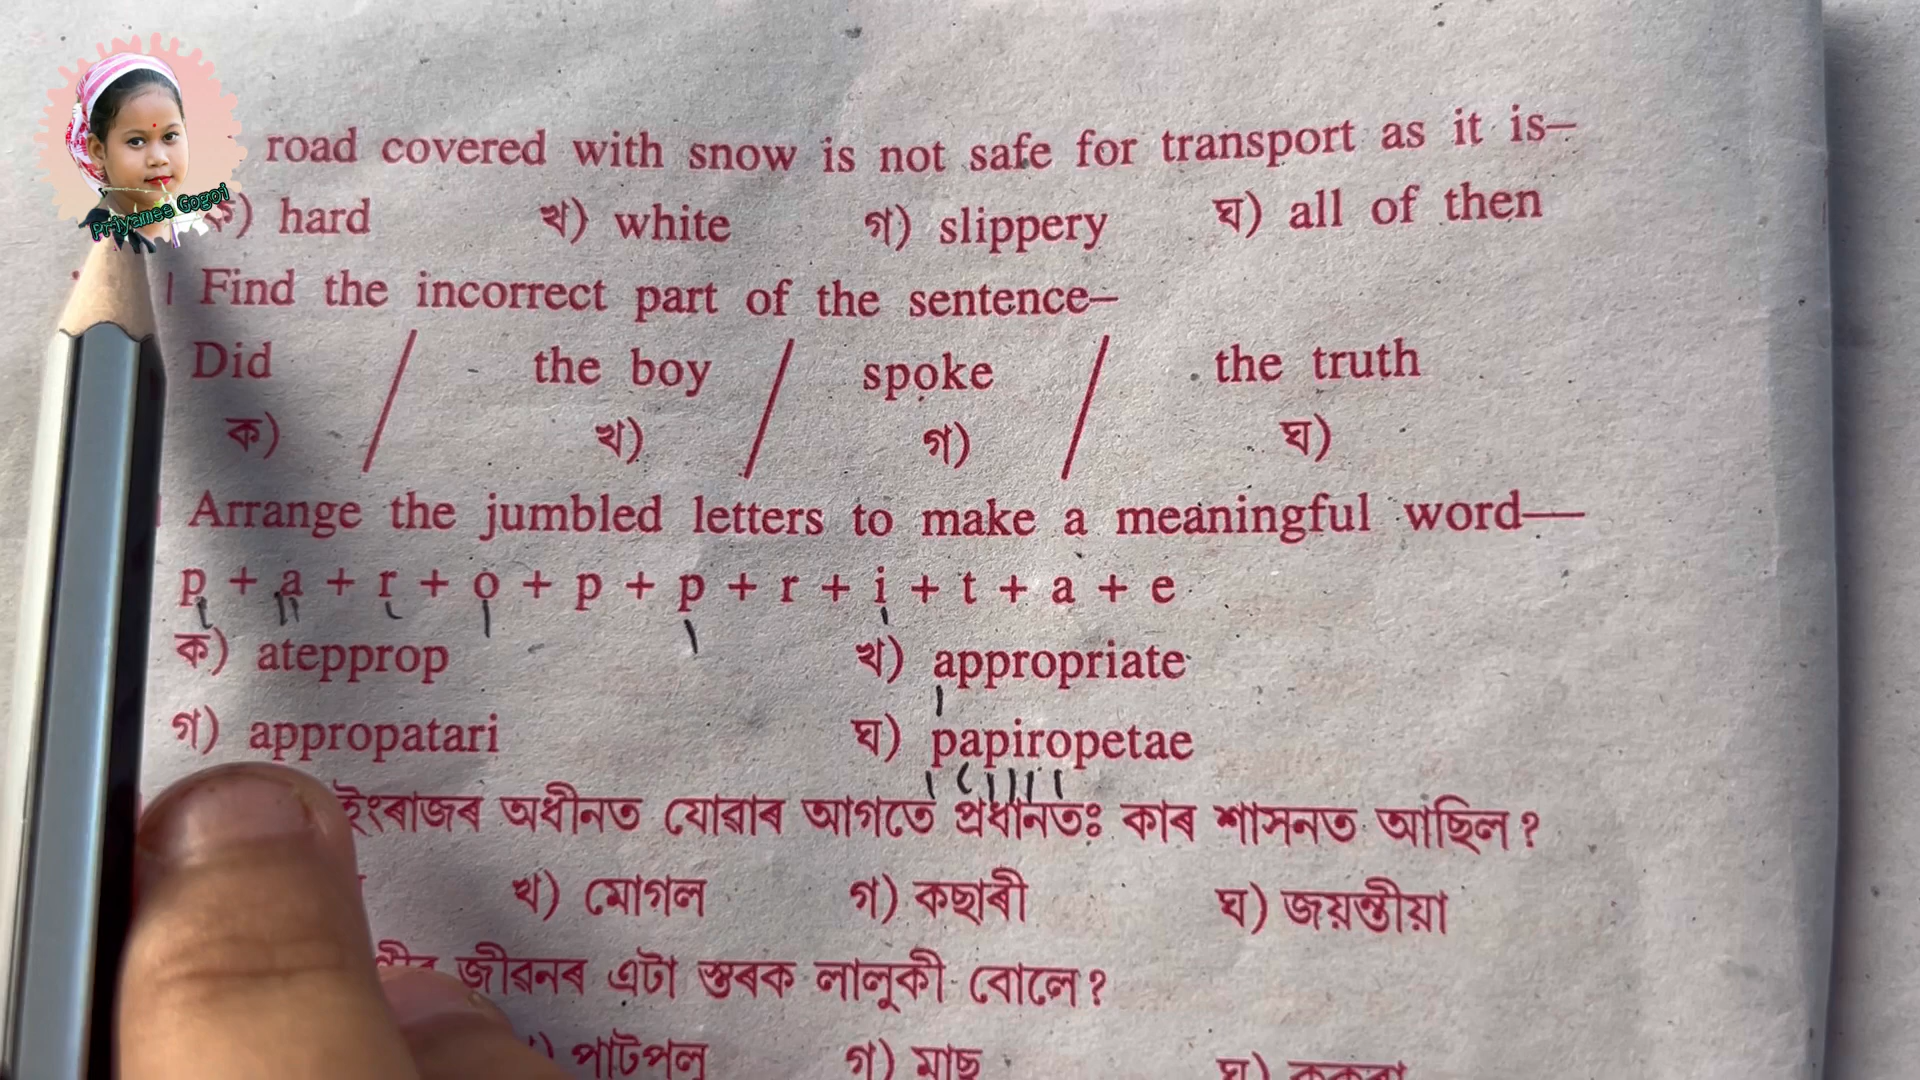 Priyamee Gogoi
road covered with snow is not safe for transport as it is–
ক) hard খ) white গ) slippery ঘ) all of then
। Find the incorrect part of the sentence–
Did / the boy / spoke / the truth
ক) খ) গ) ঘ)
Arrange the jumbled letters to make a meaningful word—
p + a + r + o + p + p + r + i + t + a + e
ক) atepprop খ) appropriate
গ) appropatari ঘ) papiropetae
ইংৰাজৰ অধীনত যোৱাৰ আগতে প্ৰধানতঃ কাৰ শাসনত আছিল ?
খ) মোগল গ) কছাৰী ঘ) জয়ন্তীয়া
জীৱনৰ এটা স্তৰক লালুকী বোলে ?
পাটপলু গ) মাছ